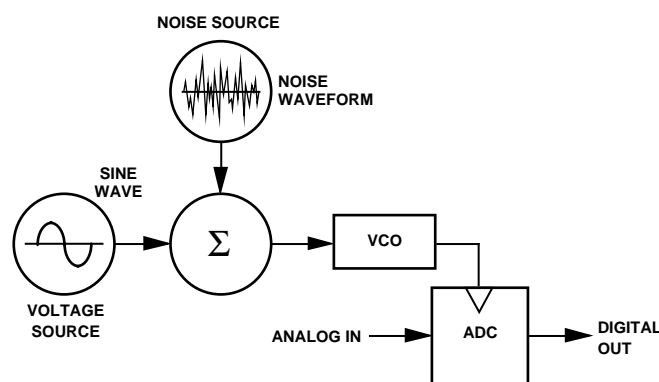 NOISE SOURCE
NOISE
WAVEFORM
SINE
WAVE
Σ
VCO
VOLTAGE
SOURCE
ANALOG IN
ADC
DIGITAL
OUT